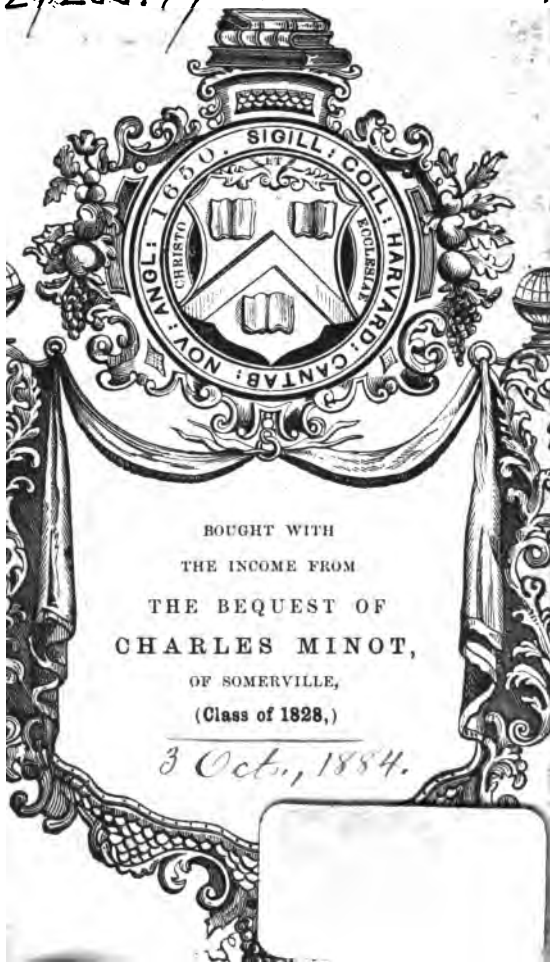 SIGILL: COLL: HARVARD: CANTAB: NOV: ANGL: 1650.
ET
CHRISTO
ECCLESIAE
BOUGHT WITH
THE INCOME FROM
THE BEQUEST OF
CHARLES MINOT,
OF SOMERVILLE,
(Class of 1828,)
3 Oct., 1884.